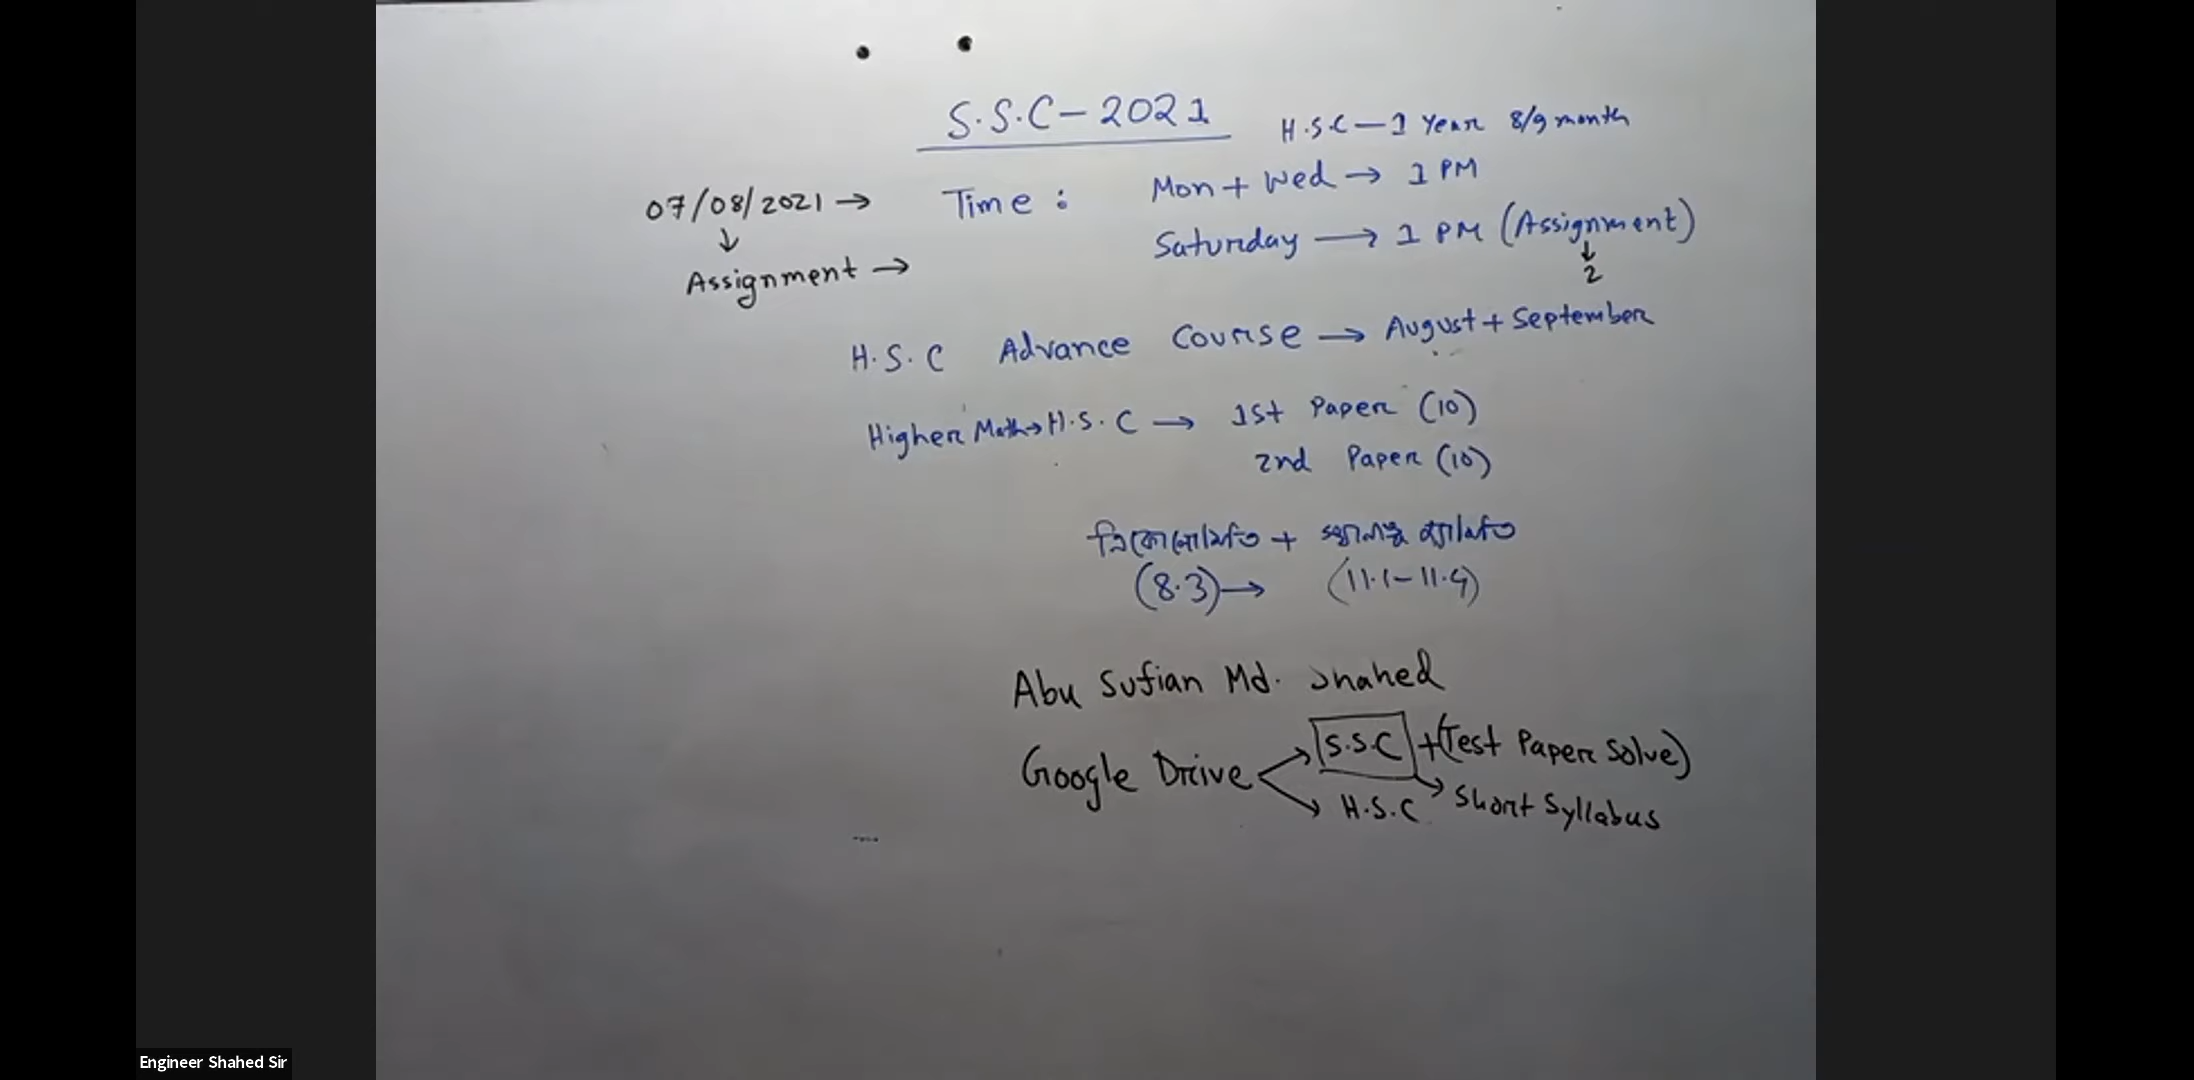 S.S.C - 2021
H.S.C - 1 Year 8/9 month
07/08/2021 → Time : Mon + Wed → 1 PM
↓
Saturday → 1 PM (Assignment)
↓
2
Assignment →
H.S.C Advance Course → August + September
Higher Math → H.S.C → 1st Paper (10)
2nd Paper (10)
ত্রিকোণোমিতি + স্থানাঙ্ক জ্যামিতি
(8.3) → (11.1 - 11.4)
Abu Sufian Md. Shahed
Google Drive S.S.C + (Test Paper Solve)
→ Short Syllabus
H.S.C
Engineer Shahed Sir